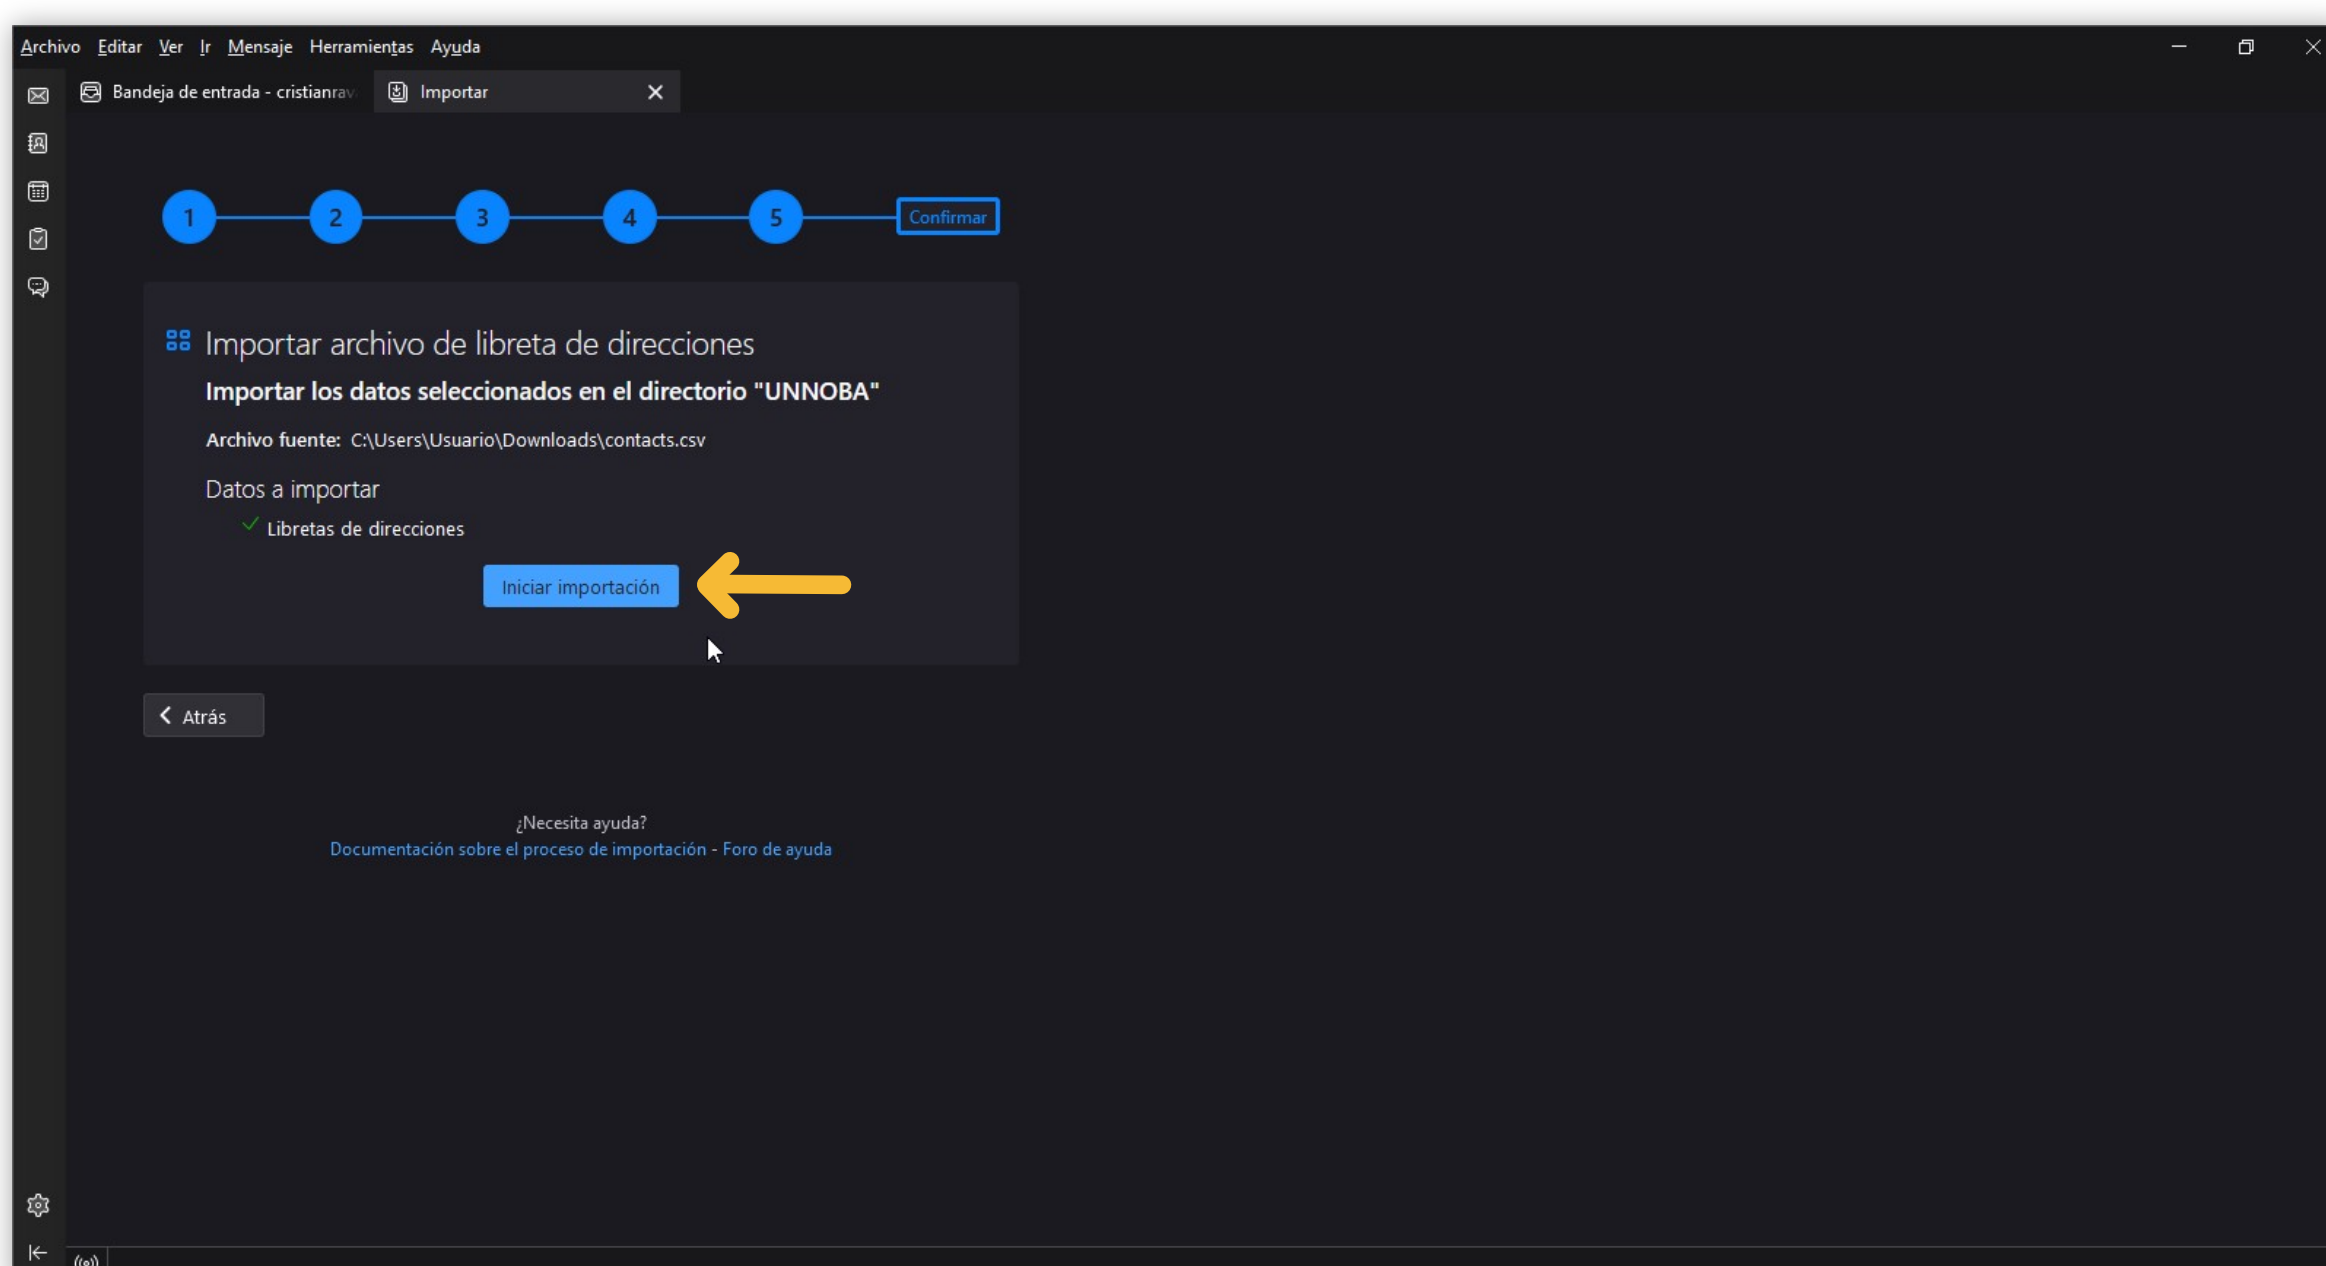 Archivo Editar Ver Ir Mensaje Herramientas Ayuda
Bandeja de entrada - cristianrav Importar
1 2 3 4 5 Confirmar
Importar archivo de libreta de direcciones
Importar los datos seleccionados en el directorio "UNNOBA"
Archivo fuente: C:\Users\Usuario\Downloads\contacts.csv
Datos a importar
Libretas de direcciones
Iniciar importación
Atrás
¿Necesita ayuda?
Documentación sobre el proceso de importación - Foro de ayuda